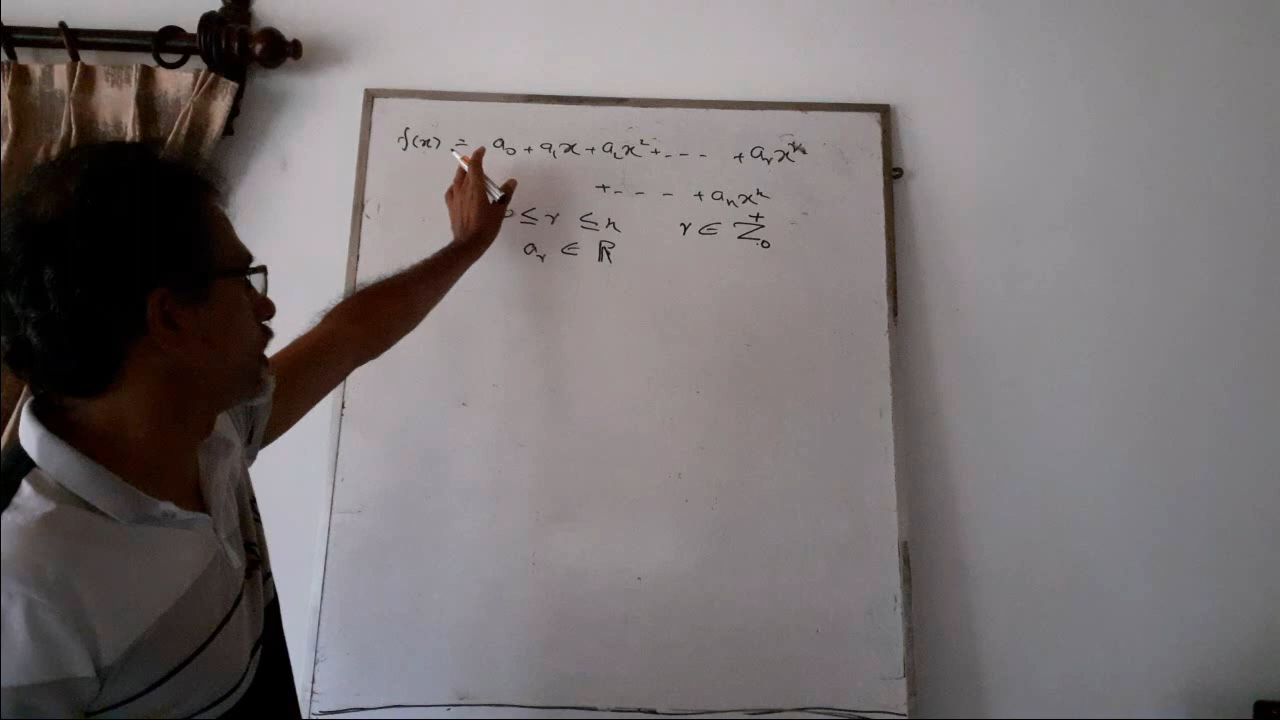 f(x) = a₀ + a₁x + a₂x² + - - - + aᵣxʳ
+ - - - + aₙxⁿ
0 ≤ r ≤ n r ∈ ℤ₀⁺
aᵣ ∈ ℝ